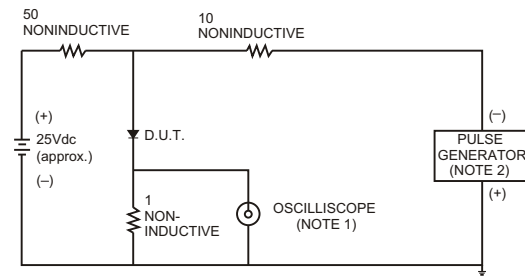 50
NONINDUCTIVE
10
NONINDUCTIVE
(+)
25Vdc
(approx.)
(–)
D.U.T.
1
NON-
INDUCTIVE
OSCILLISCOPE
(NOTE 1)
(–)
PULSE
GENERATOR
(NOTE 2)
(+)